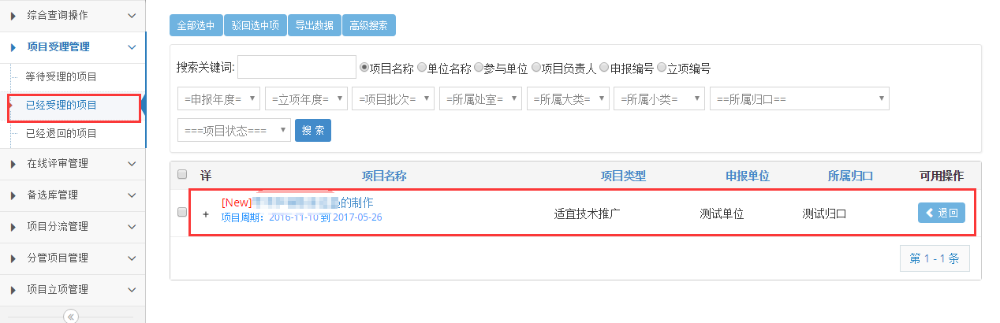 综合查询操作
项目受理管理
等待受理的项目
已经受理的项目
已经退回的项目
在线评审管理
备选库管理
项目分流管理
分管项目管理
项目立项管理
全部选中 驳回选中项 导出数据 高级搜索
搜索关键词: 项目名称 单位名称 参与单位 项目负责人 申报编号 立项编号
=申报年度= =立项年度= =项目批次= =所属处室= =所属大类= =所属小类= ==所属归口==
===项目状态=== 搜 索
详 项目名称 项目类型 申报单位 所属归口 可用操作
[New] 的制作
+ 适宜技术推广 测试单位 测试归口 退回
项目周期：2016-11-10 到 2017-05-26
第 1 - 1 条